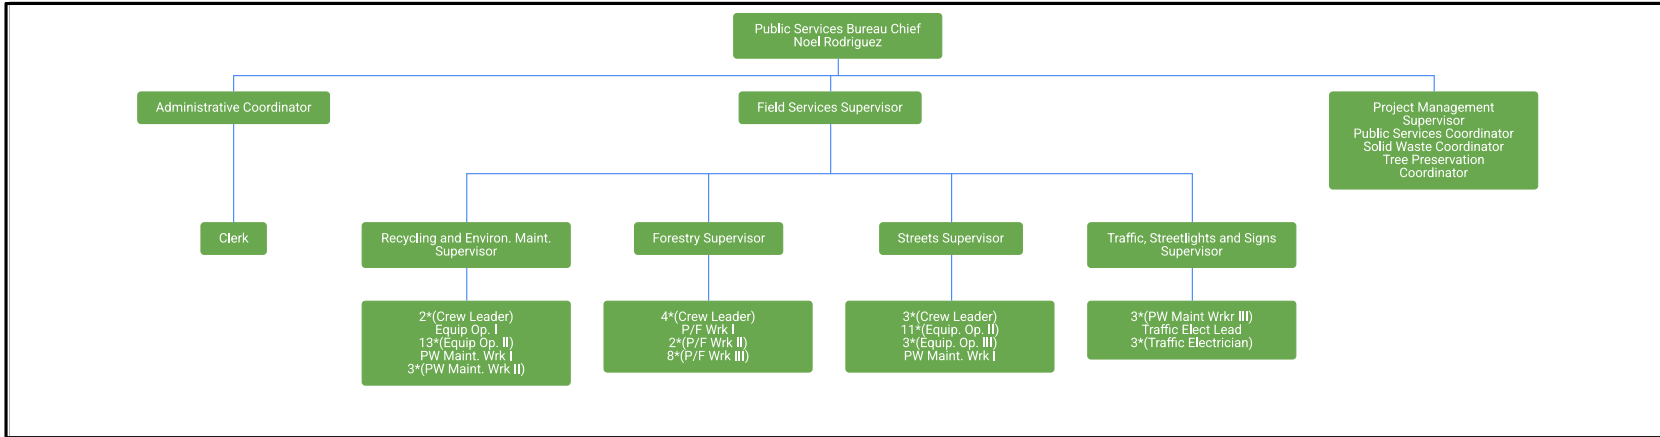 Public Services Bureau Chief
Noel Rodriguez
Administrative Coordinator
Field Services Supervisor
Project Management
Supervisor
Public Services Coordinator
Solid Waste Coordinator
Tree Preservation
Coordinator
Clerk
Recycling and Environ. Maint.
Supervisor
Forestry Supervisor
Streets Supervisor
Traffic, Streetlights and Signs
Supervisor
2*(Crew Leader)
Equip Op. I
13*(Equip Op. II)
PW Maint. Wrk I
3*(PW Maint. Wrk II)
4*(Crew Leader)
P/F Wrk I
2*(P/F Wrk II)
8*(P/F Wrk III)
3*(Crew Leader)
11*(Equip. Op. II)
3*(Equip. Op. III)
PW Maint. Wrk I
3*(PW Maint Wrkr III)
Traffic Elect Lead
3*(Traffic Electrician)